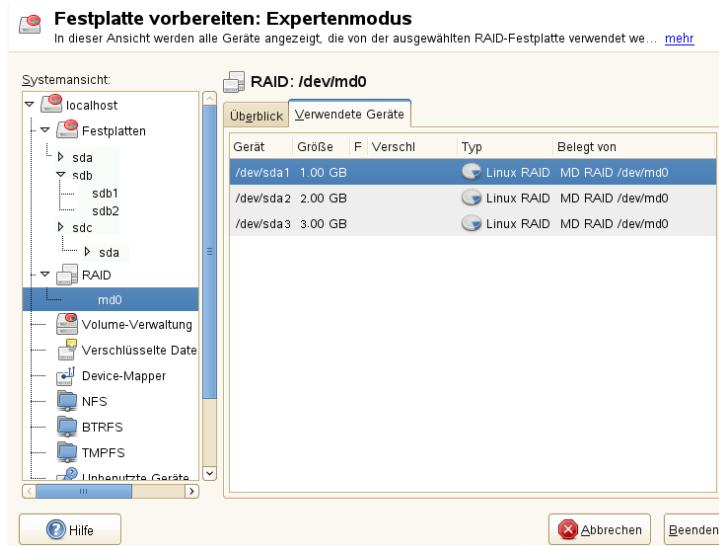 Festplatte vorbereiten: Expertenmodus
In dieser Ansicht werden alle Geräte angezeigt, die von der ausgewählten RAID-Festplatte verwendet we... mehr
Systemansicht:
localhost
Festplatten
sda
sdb
sdb1
sdb2
sdc
sda
RAID
md0
Volume-Verwaltung
Verschlüsselte Date
Device-Mapper
NFS
BTRFS
TMPFS
Unbenutzte Geräte
RAID: /dev/md0
Überblick Verwendete Geräte
Gerät Größe F Verschl Typ Belegt von
/dev/sda1 1.00 GB Linux RAID MD RAID /dev/md0
/dev/sda2 2.00 GB Linux RAID MD RAID /dev/md0
/dev/sda3 3.00 GB Linux RAID MD RAID /dev/md0
Hilfe Abbrechen Beenden